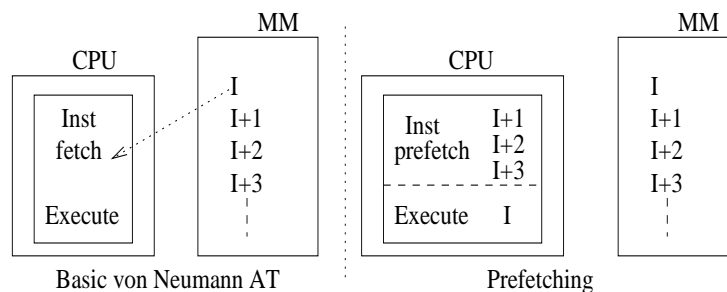 MM
CPU
Inst
fetch
Execute
I
I+1
I+2
I+3
Basic von Neumann AT
MM
CPU
Inst
prefetch
I+1
I+2
I+3
Execute I
I
I+1
I+2
I+3
Prefetching